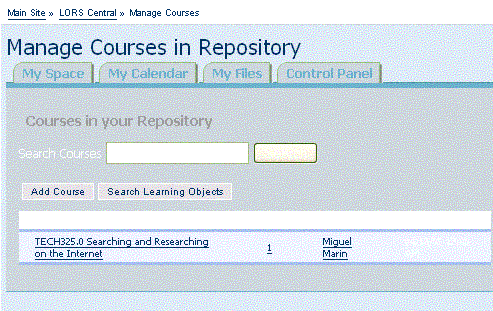 Main Site » LORS Central » Manage Courses
Manage Courses in Repository
My Space My Calendar My Files Control Panel
Courses in your Repository
Search Courses
Add Course Search Learning Objects
TECH325.0 Searching and Researching 1 Miguel
on the Internet Marin